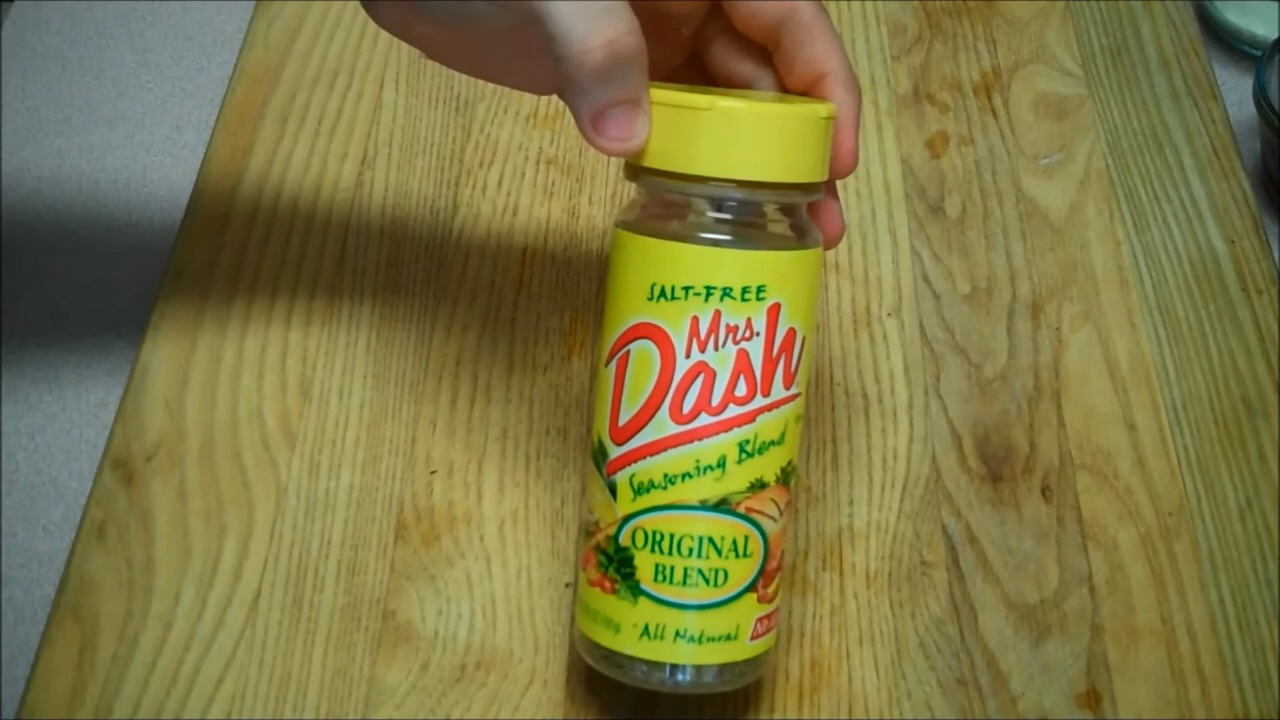 SALT-FREE
Mrs.
Dash
Seasoning Blend
ORIGINAL
BLEND
All Natural